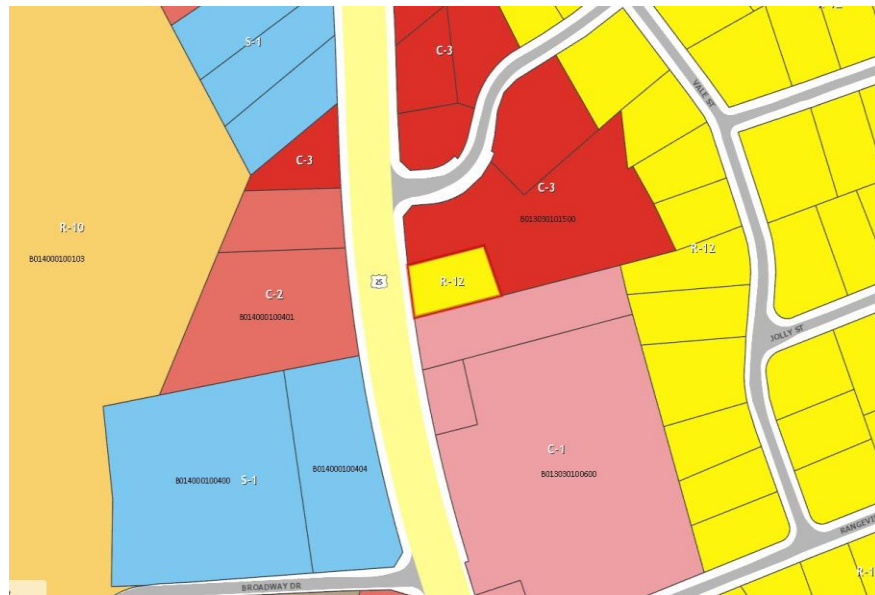 R-12
S-1
C-3
VALE ST
C-3
C-3
B013030101500
R-10
B014000100103
R-12
R-12
25
C-2
B014000100401
JOLLY ST
C-1
B014000100404
B014000100400
S-1
B013030100600
BROADWAY DR